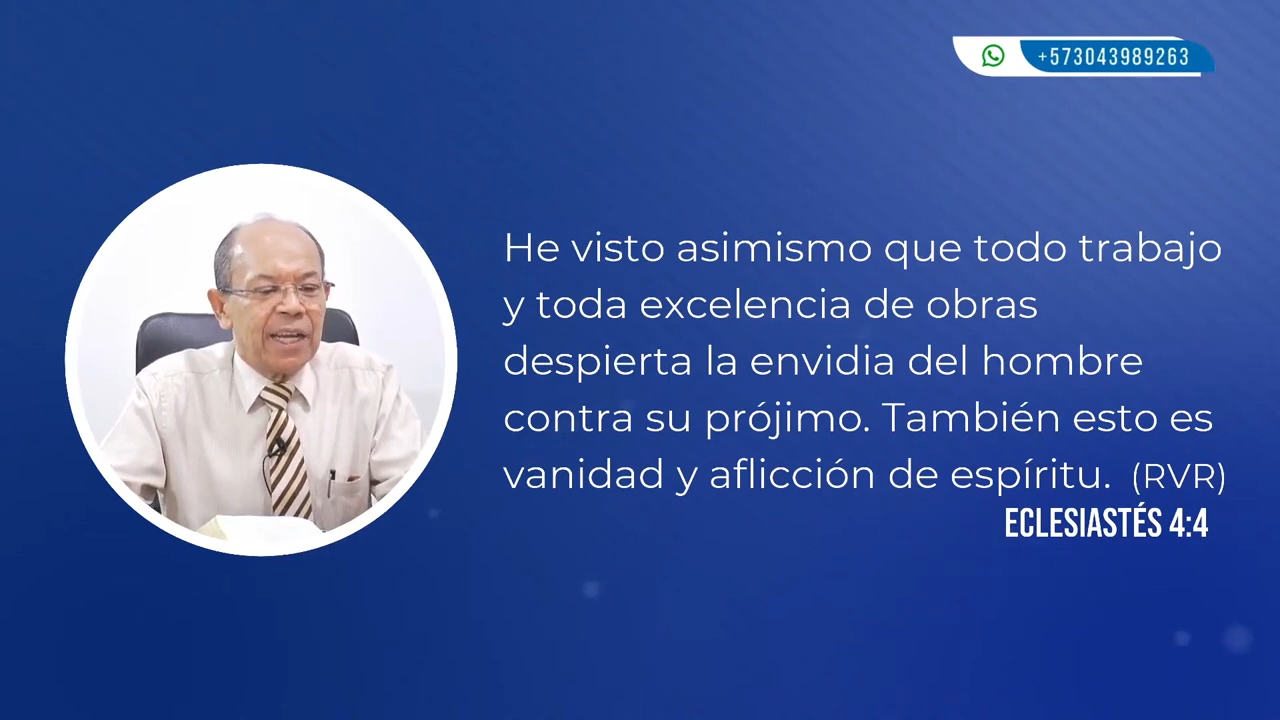 +573043989263
He visto asimismo que todo trabajo
y toda excelencia de obras
despierta la envidia del hombre
contra su prójimo. También esto es
vanidad y aflicción de espíritu. (RVR)
ECLESIASTÉS 4:4